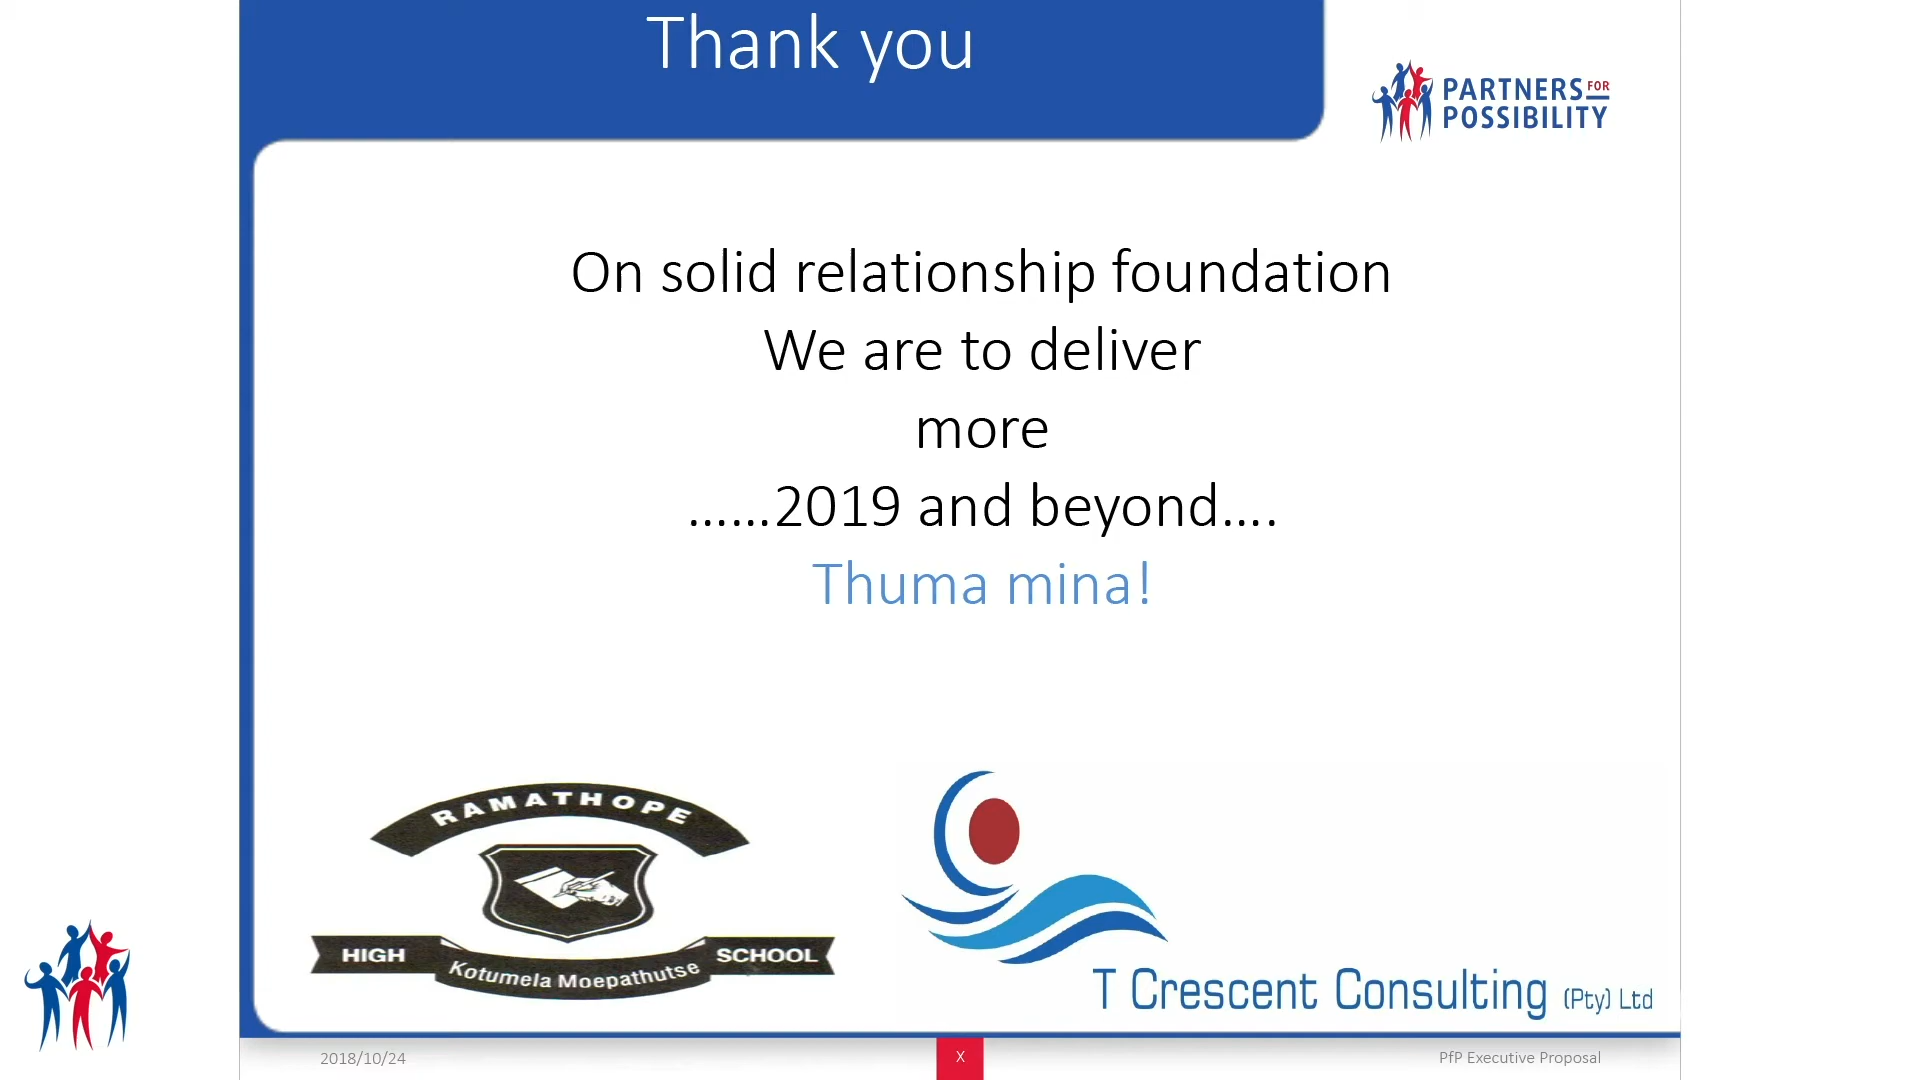 Thank you
PARTNERS FOR
POSSIBILITY
On solid relationship foundation
We are to deliver
more
……2019 and beyond….
Thuma mina!
RAMATHOPE
HIGH Kotumela Moepathutse SCHOOL
T Crescent Consulting (Pty) Ltd
2018/10/24 X PfP Executive Proposal